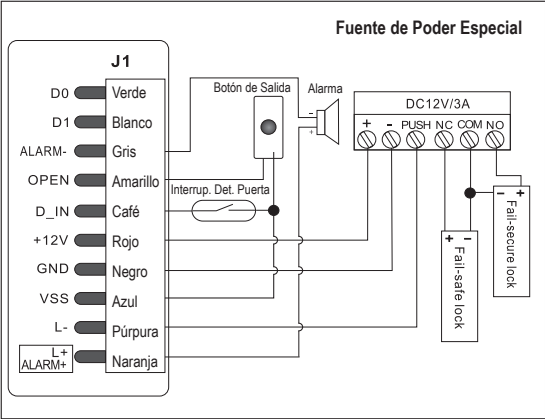 Fuente de Poder Especial
J1
D0 Verde
D1 Blanco
ALARM- Gris
OPEN Amarillo
D_IN Café
+12V Rojo
GND Negro
VSS Azul
L- Púrpura
L+
ALARM+ Naranja
Botón de Salida
Alarma
-
+
Interrup. Det. Puerta
DC12V/3A
+ - PUSH NC COM NO
+ -
Fail-safe lock
- +
Fail-secure lock